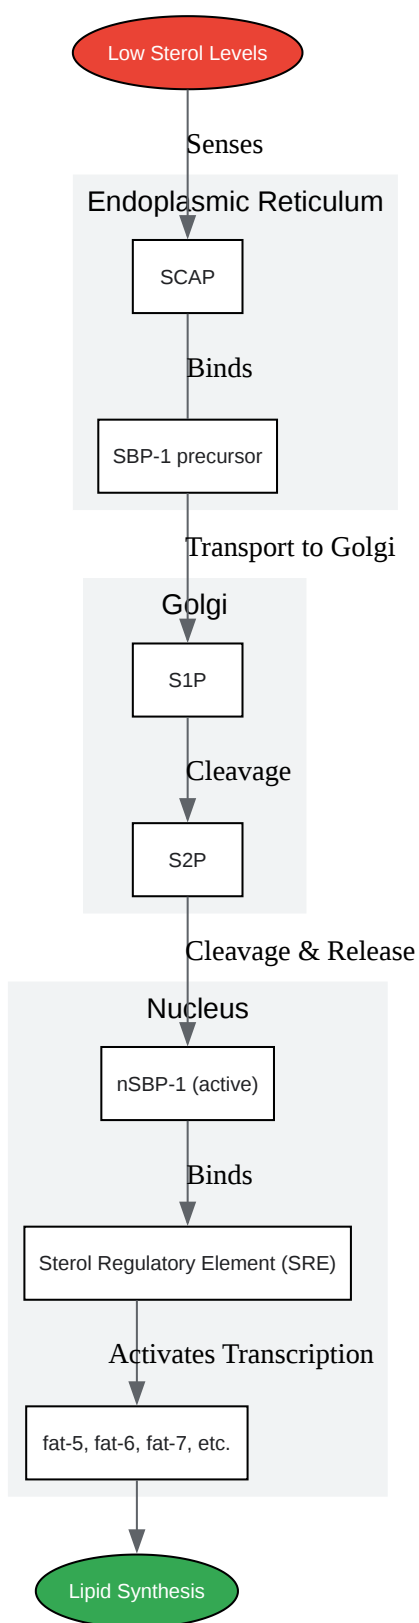 Low Sterol Levels
Senses
Endoplasmic Reticulum
SCAP
Binds
SBP-1 precursor
Transport to Golgi
Golgi
S1P
Cleavage
S2P
Cleavage & Release
Nucleus
nSBP-1 (active)
Binds
Sterol Regulatory Element (SRE)
Activates Transcription
fat-5, fat-6, fat-7, etc.
Lipid Synthesis